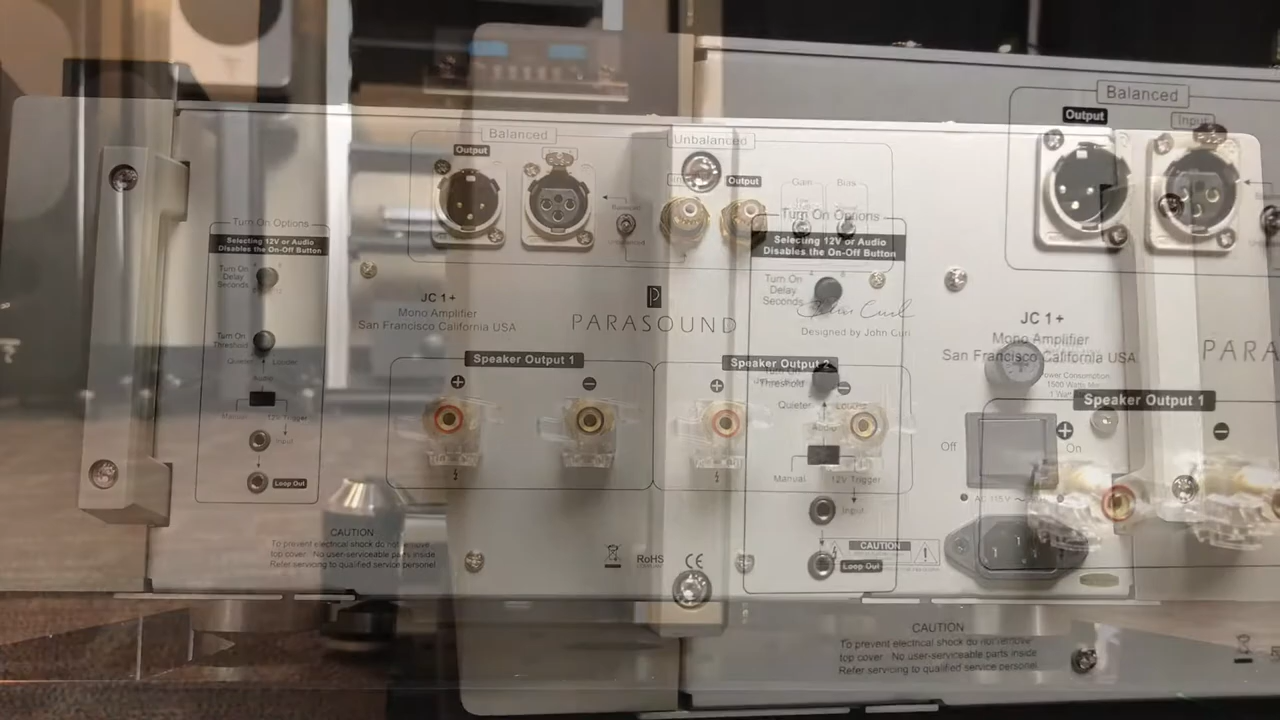 Balanced
Output
Input
Balanced
Output
Unbalanced
Output
Gain
Bias
Turn On Options
Selecting 12V or Audio
Disables the On-Off Button
Turn On
Delay
Seconds
Turn On
Threshold
Quieter
Louder
Audio
Manual
12V Trigger
Input
Loop Out
JC 1+
Mono Amplifier
San Francisco California USA
PARASOUND
Designed by John Curl
Speaker Output 1
Speaker Output 2
CAUTION
To prevent electrical shock do not remove
top cover. No user-serviceable parts inside
Refer servicing to qualified service personel
RoHS
CE
Turn On Options
Selecting 12V or Audio
Disables the On-Off Button
Turn On
Delay
Seconds
Threshold
Quieter
Audio
Manual
12V Trigger
Input
Loop Out
CAUTION
JC 1+
Mono Amplifier
San Francisco California USA
PARA
Speaker Output 1
Off
On
AC 115V
CAUTION
To prevent electrical shock do not remove
top cover. No user-serviceable parts inside
Refer servicing to qualified service personel